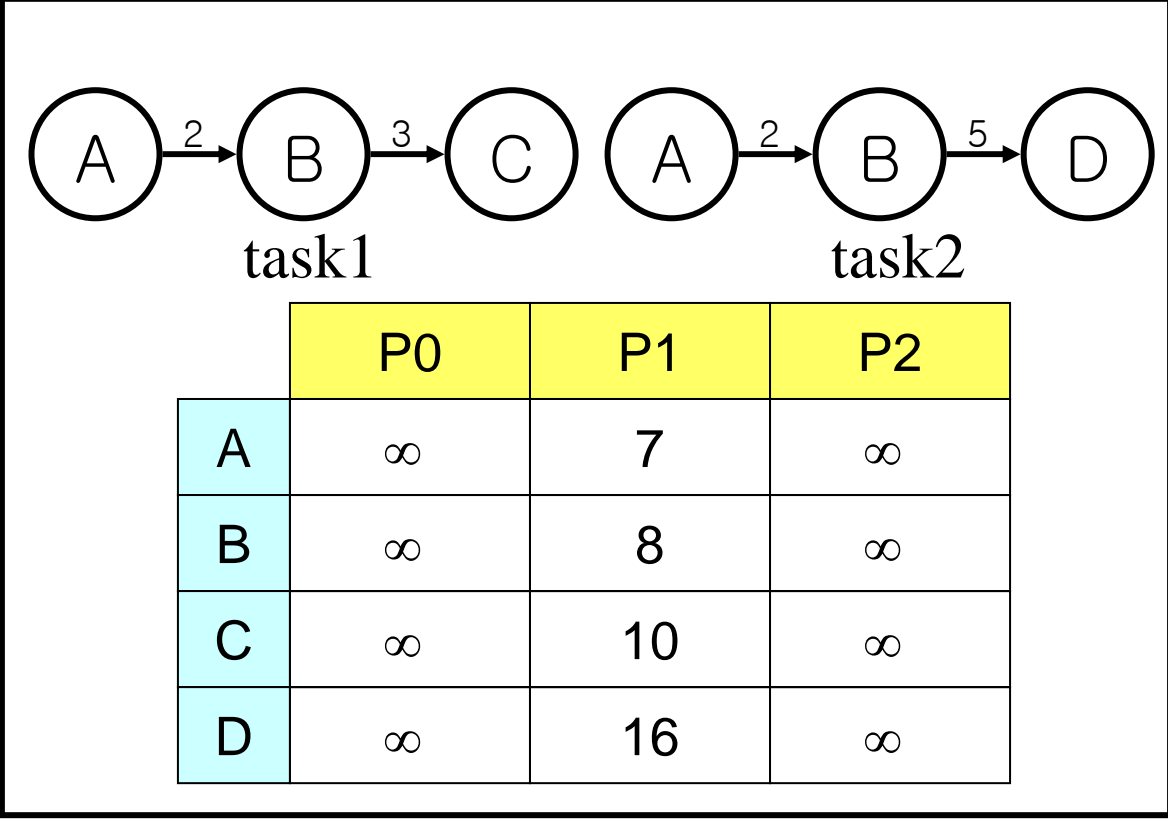 A 2 B 3 C A 2 B 5 D
task1 task2
P0 P1 P2
A ∞ 7 ∞
B ∞ 8 ∞
C ∞ 10 ∞
D ∞ 16 ∞